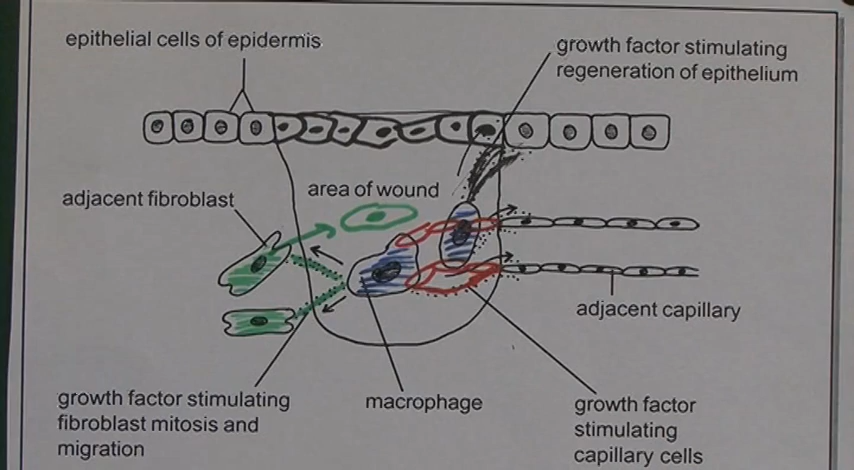 epithelial cells of epidermis
growth factor stimulating
regeneration of epithelium
adjacent fibroblast
area of wound
adjacent capillary
growth factor stimulating
fibroblast mitosis and
migration
macrophage
growth factor
stimulating
capillary cells